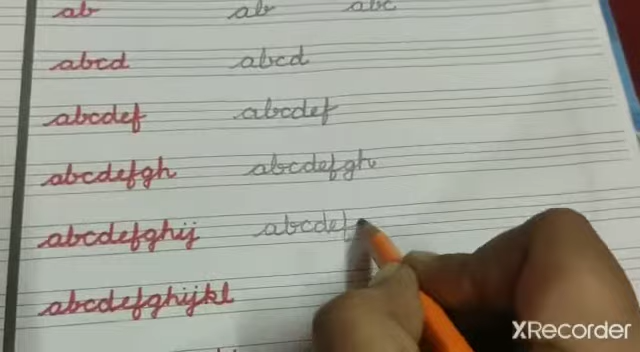 ab ab abc
abcd abcd
abcdef abcdef
abcdefgh abcdefgh
abcdefghij abcdef
abcdefghijkl
XRecorder